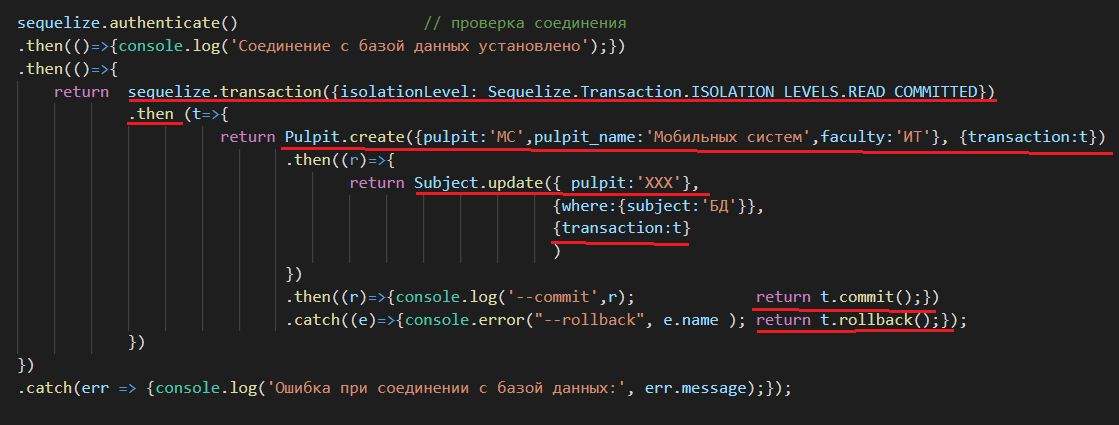 sequelize.authenticate() // проверка соединения
.then(()=>{console.log('Соединение с базой данных установлено');})
.then(()=>{
return sequelize.transaction({isolationLevel: Sequelize.Transaction.ISOLATION_LEVELS.READ_COMMITTED})
.then (t=>{
return Pulpit.create({pulpit:'МС',pulpit_name:'Мобильных систем',faculty:'ИТ'}, {transaction:t})
.then((r)=>{
return Subject.update({ pulpit:'XXX'},
{where:{subject:'БД'}},
{transaction:t}
)
})
.then((r)=>{console.log('--commit',r); return t.commit();})
.catch((e)=>{console.error("--rollback", e.name ); return t.rollback();});
})
})
.catch(err => {console.log('Ошибка при соединении с базой данных:', err.message);});